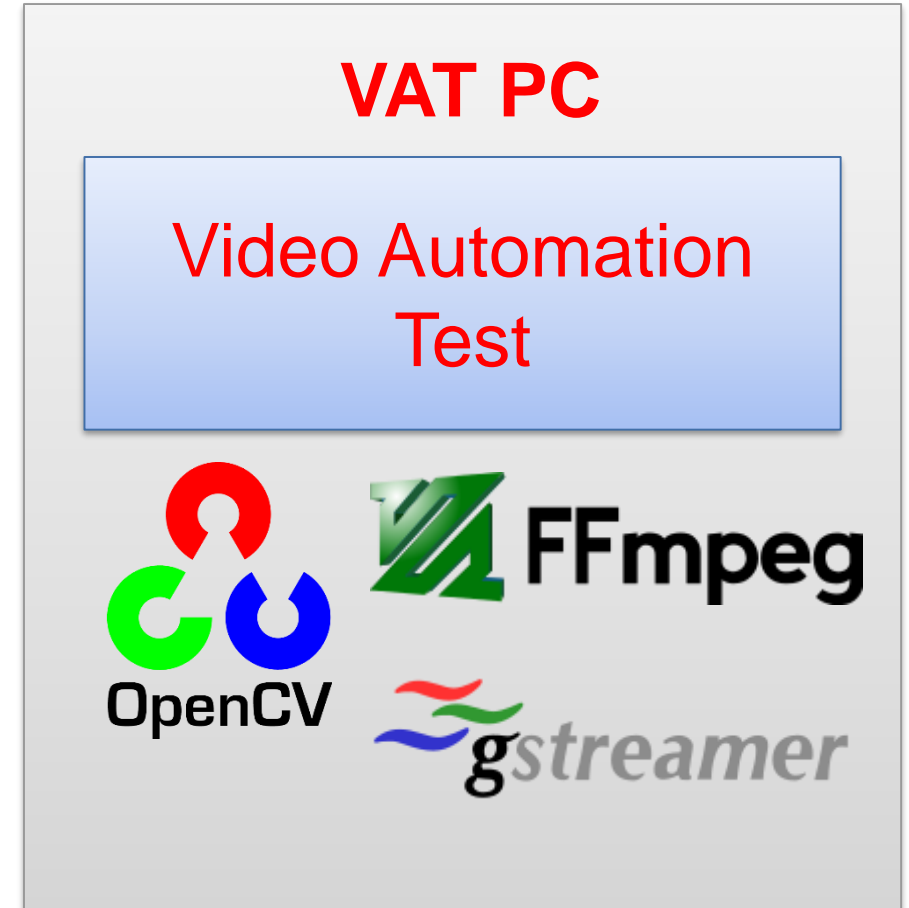 VAT PC
Video Automation
Test
FFmpeg
OpenCV
gstreamer